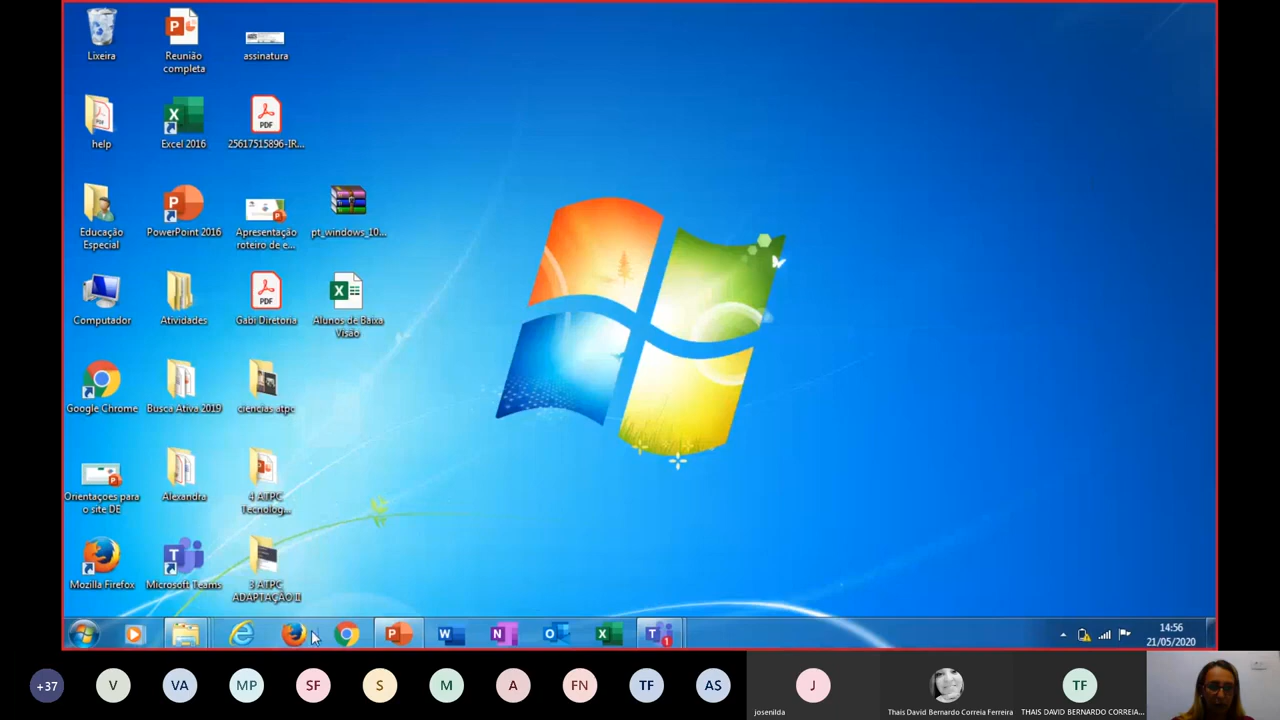 Lixeira
Reunião
completa
assinatura
help
Excel 2016
25617515896-IR...
Educação
Especial
PowerPoint 2016
Apresentação
roteiro de e...
pt_windows_10...
Computador
Atividades
Gabi Diretoria
Alunos de Baixa
Visão
Google Chrome
Busca Ativa 2019
ciencias atpc
Orientaçoes para
o site DE
Alexandra
4 ATPC
Tecnolog...
Mozilla Firefox
Microsoft Teams
3 ATPC
ADAPTAÇÃO II
1
14:56
21/05/2020
+37
V
VA
MP
SF
S
M
A
FN
TF
AS
J
josenilda
Thais David Bernardo Correia Ferreira
TF
THAIS DAVID BERNARDO CORREIA...